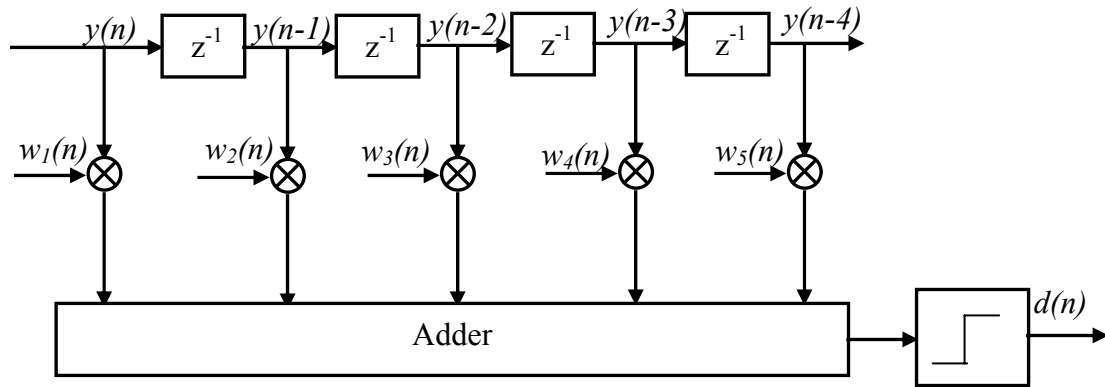 y(n) z⁻¹ y(n-1) z⁻¹ y(n-2) z⁻¹ y(n-3) z⁻¹ y(n-4)
w₁(n) w₂(n) w₃(n) w₄(n) w₅(n)
Adder
d(n)